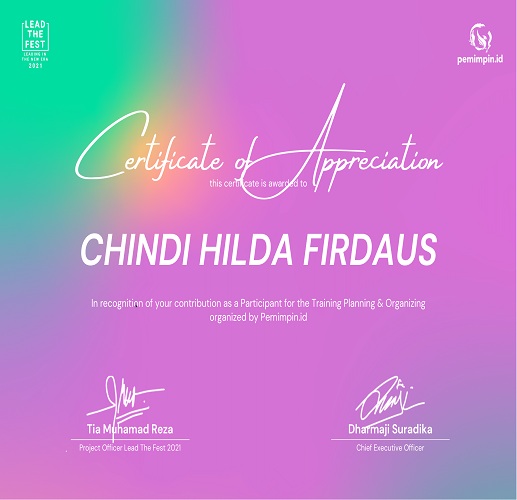 LEAD
THE
FEST
LEADING IN
THE NEW ERA
2021
pemimpin.id
Certificate of Appreciation
this certificate is awarded to
CHINDI HILDA FIRDAUS
In recognition of your contribution as a Participant for the Training Planning & Organizing
organized by Pemimpin.id
Tia Muhamad Reza
Dharmaji Suradika
Project Officer Lead The Fest 2021
Chief Executive Officer